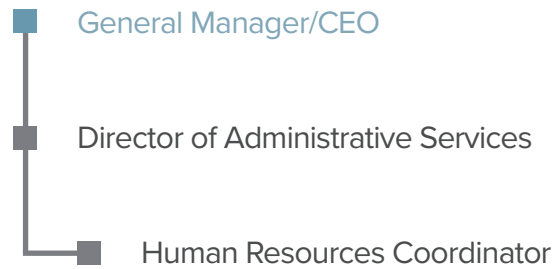 General Manager/CEO
Director of Administrative Services
Human Resources Coordinator